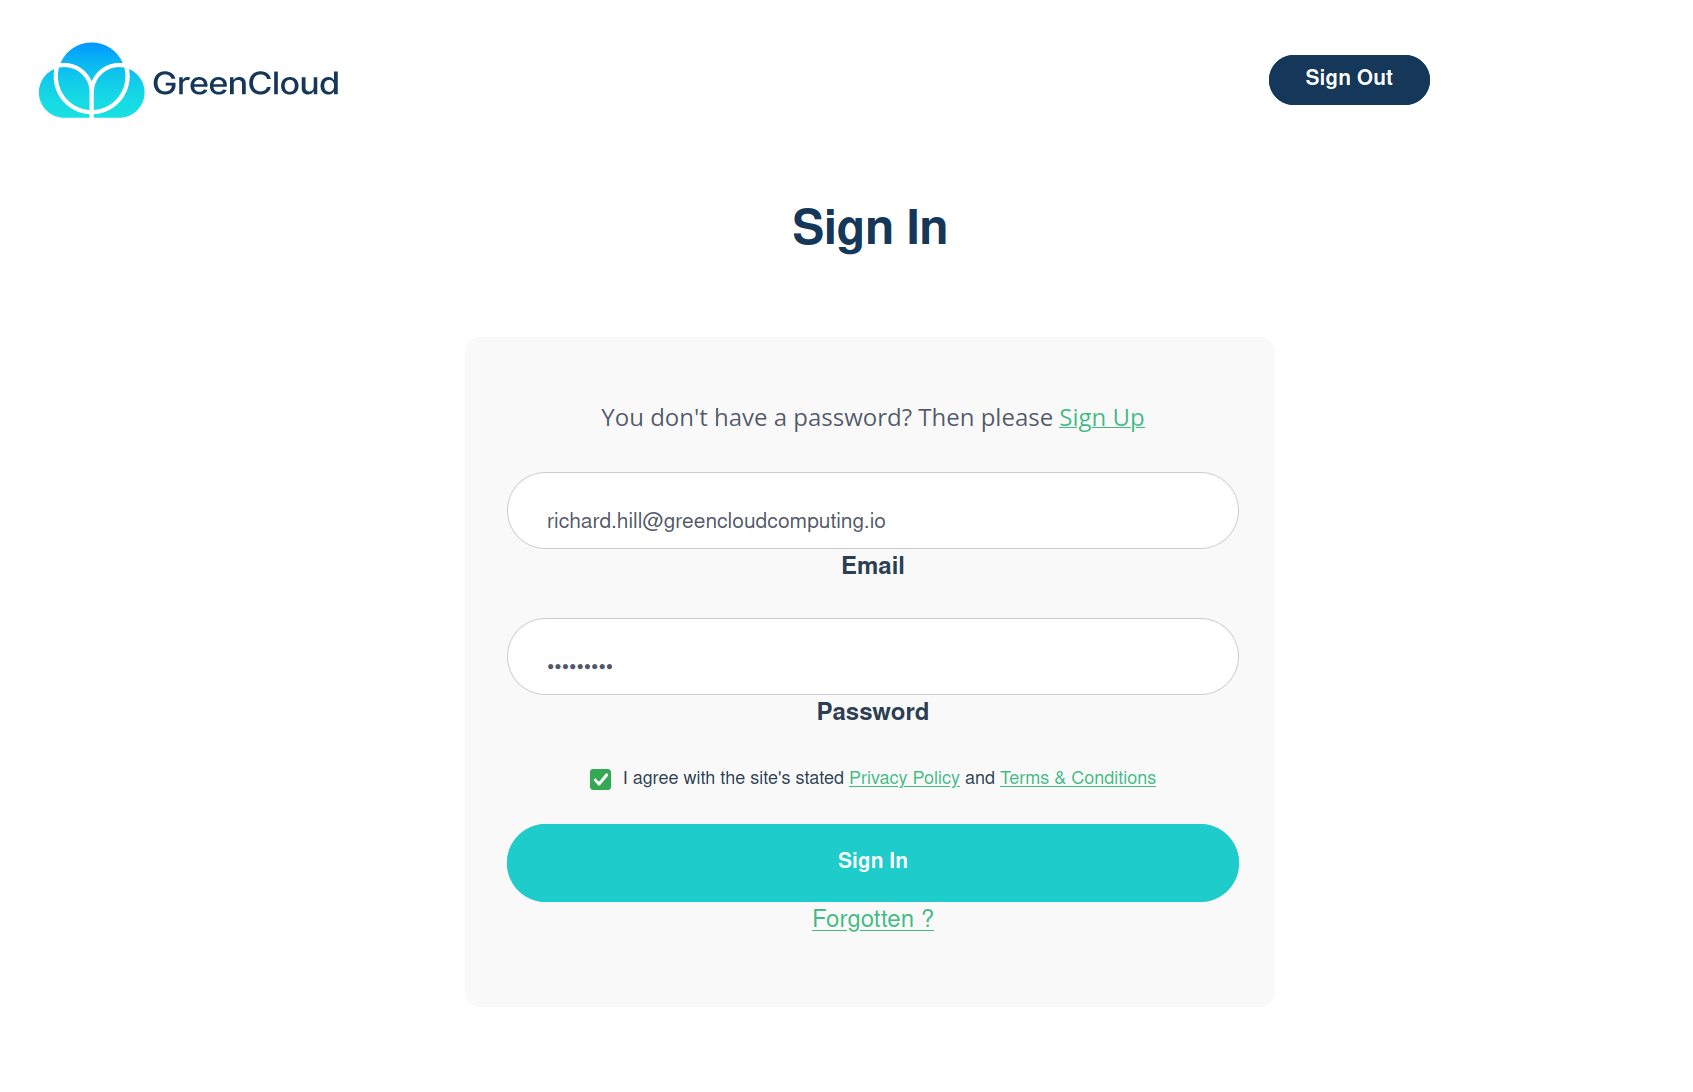 GreenCloud
Sign Out
Sign In
You don't have a password? Then please Sign Up
richard.hill@greencloudcomputing.io
Email
•••••••••
Password
I agree with the site's stated Privacy Policy and Terms & Conditions
Sign In
Forgotten ?